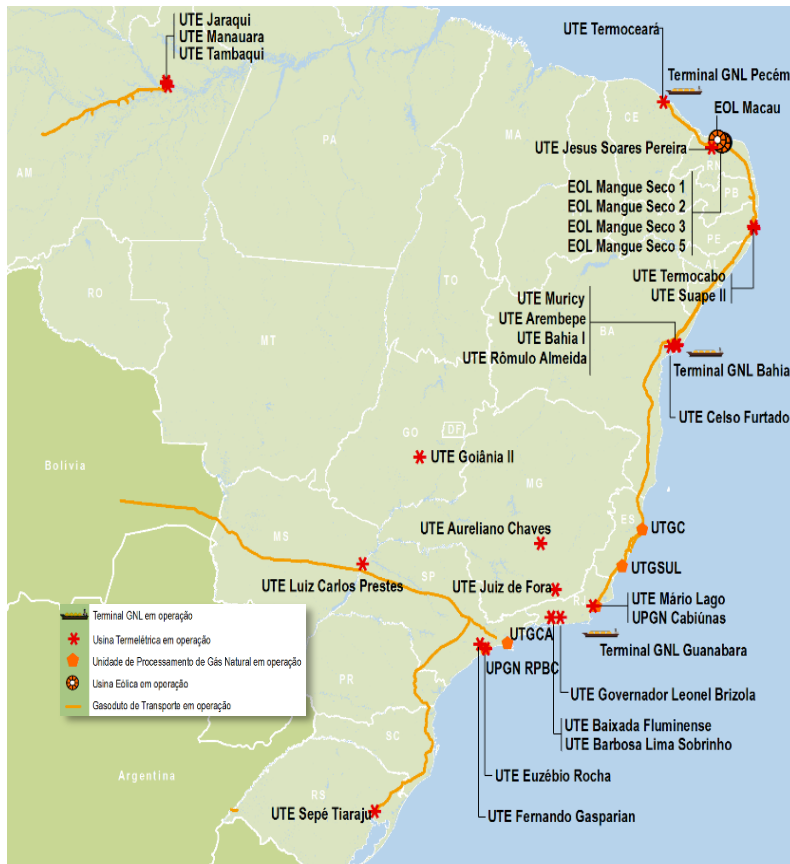 UTE Jaraqui
UTE Manauara
UTE Tambaqui
UTE Termoceará
Terminal GNL Pecém
EOL Macau
CE
UTE Jesus Soares Pereira
MA
PA
AM
RN
PB
EOL Mangue Seco 1
EOL Mangue Seco 2
EOL Mangue Seco 3
EOL Mangue Seco 5
PE
AL
UTE Termocabo
UTE Suape II
TO
RO
MT
BA
UTE Muricy
UTE Arembepe
UTE Bahia I
UTE Rômulo Almeida
Terminal GNL Bahia
UTE Celso Furtado
GO
DF
UTE Goiânia II
Bolivia
MG
ES
UTGC
UTE Aureliano Chaves
MS
UTGSUL
SP
UTE Luiz Carlos Prestes
UTE Juiz de Fora
R
UTE Mário Lago
UPGN Cabiúnas
Terminal GNL Guanabara
UTGCA
UPGN RPBC
Terminal GNL em operação
Usina Termelétrica em operação
Unidade de Processamento de Gás Natural em operação
Usina Eólica em operação
Gasoduto de Transporte em operação
PR
UTE Governador Leonel Brizola
UTE Baixada Fluminense
UTE Barbosa Lima Sobrinho
SC
UTE Euzébio Rocha
Argentina
RS
UTE Sepé Tiaraju
UTE Fernando Gasparian